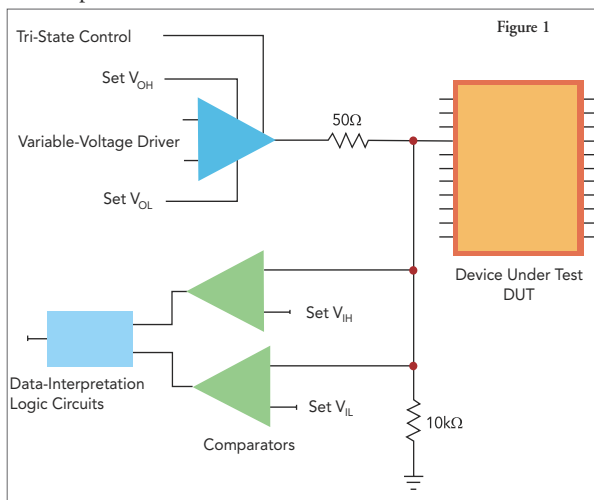 Figure 1
Tri-State Control
Set VOH
50Ω
Variable-Voltage Driver
Set VOL
Device Under Test
DUT
Set VIH
Data-Interpretation
Logic Circuits
Set VIL
10kΩ
Comparators